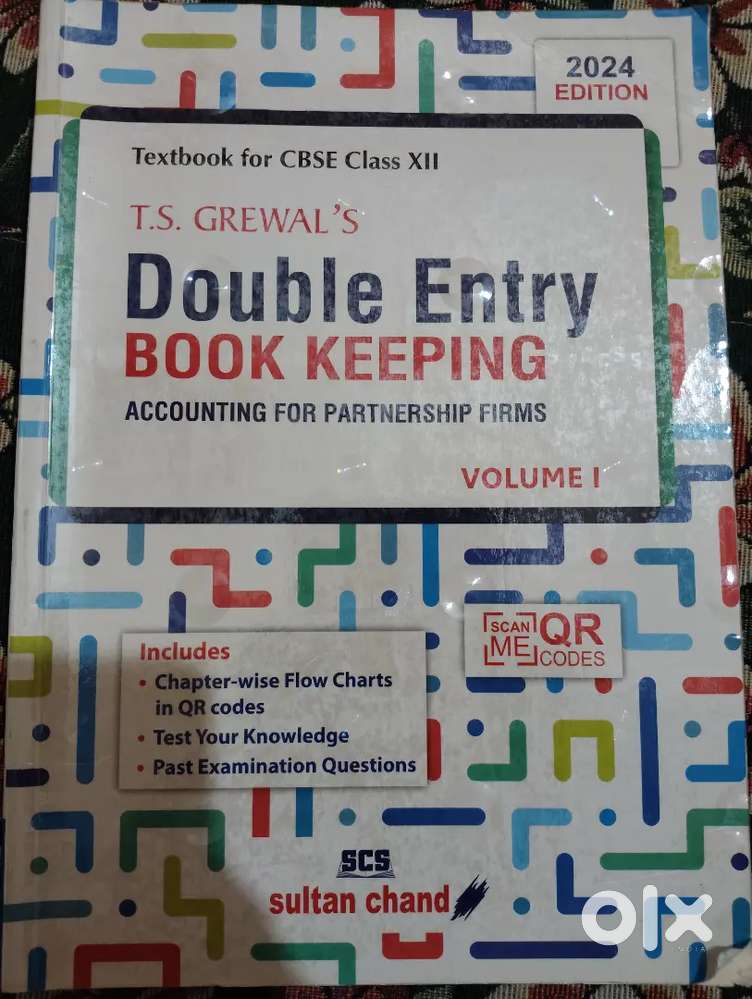 2024
EDITION
Textbook for CBSE Class XII
T.S. GREWAL'S
Double Entry
BOOK KEEPING
ACCOUNTING FOR PARTNERSHIP FIRMS
VOLUME I
SCAN
ME
QR
CODES
Includes
• Chapter-wise Flow Charts
in QR codes
• Test Your Knowledge
• Past Examination Questions
SCS
sultan chand
olx
INDIA